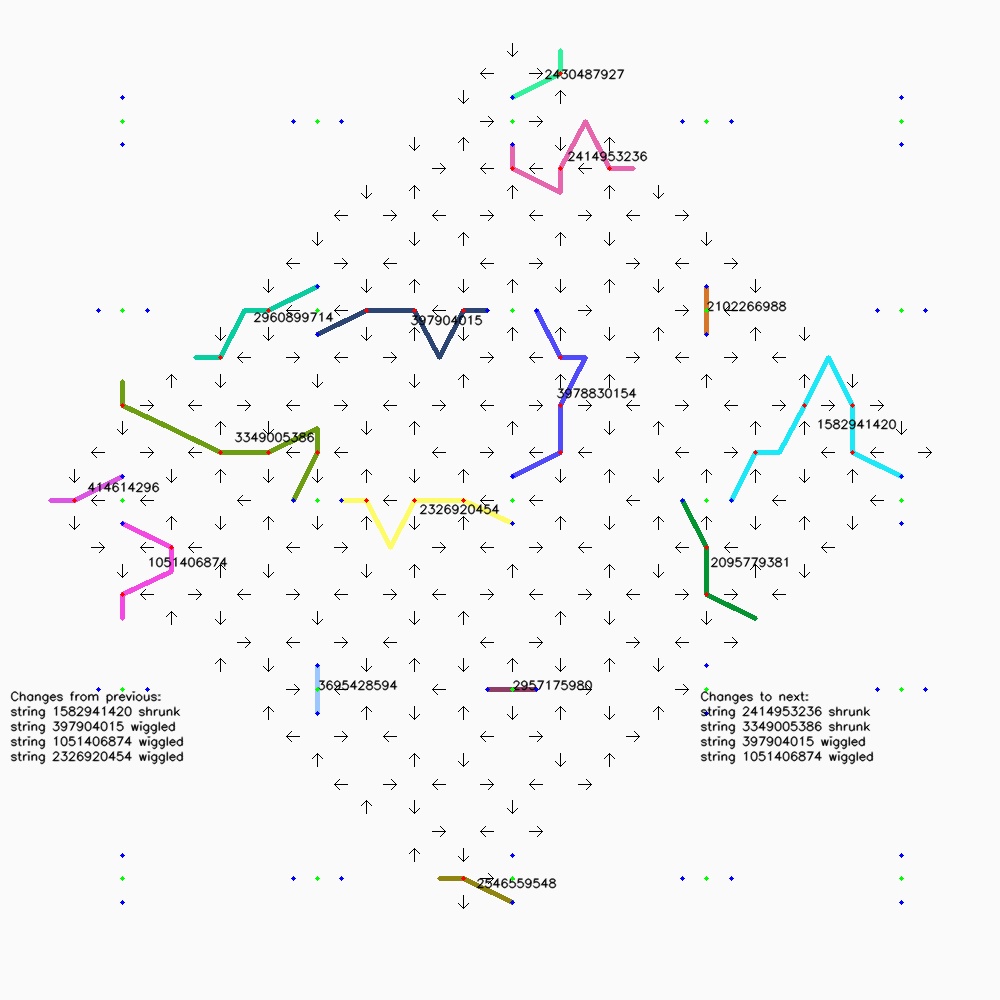 2430487927
2414953236
2102266988
2960899714
397904015
3978830154
1582941420
3349005386
414614296
2326920454
1051406874
2095779381
3695428594
2957175980
Changes from previous:
string 1582941420 shrunk
string 397904015 wiggled
string 1051406874 wiggled
string 2326920454 wiggled
Changes to next:
string 2414953236 shrunk
string 3349005386 shrunk
string 397904015 wiggled
string 1051406874 wiggled
2546559548